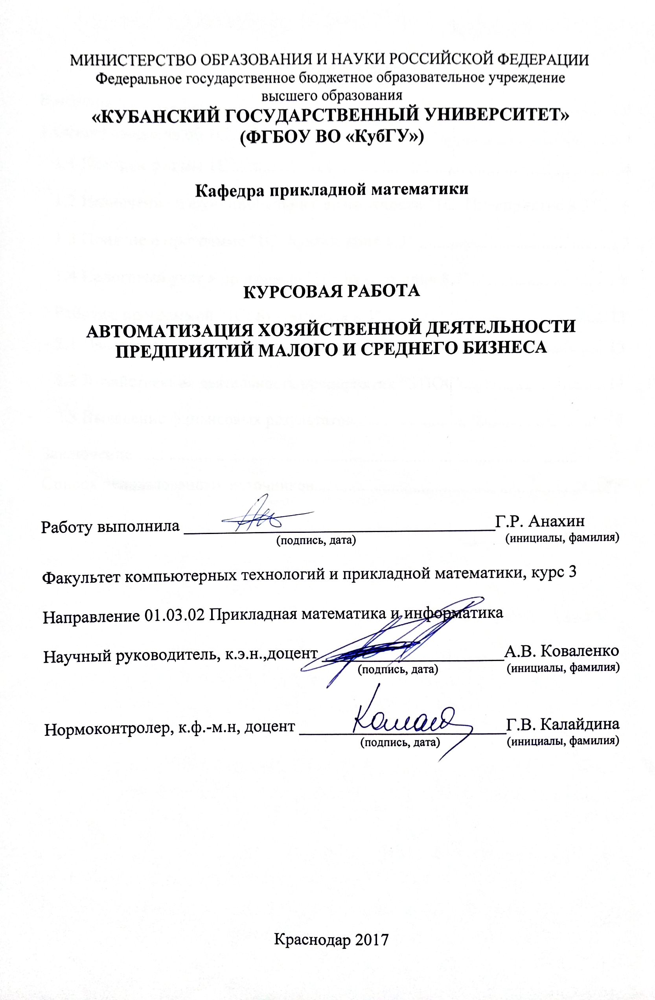 МИНИСТЕРСТВО ОБРАЗОВАНИЯ И НАУКИ РОССИЙСКОЙ ФЕДЕРАЦИИ
Федеральное государственное бюджетное образовательное учреждение
высшего образования
«КУБАНСКИЙ ГОСУДАРСТВЕННЫЙ УНИВЕРСИТЕТ»
(ФГБОУ ВО «КубГУ»)
Кафедра прикладной математики
КУРСОВАЯ РАБОТА
АВТОМАТИЗАЦИЯ ХОЗЯЙСТВЕННОЙ ДЕЯТЕЛЬНОСТИ
ПРЕДПРИЯТИЙ МАЛОГО И СРЕДНЕГО БИЗНЕСА
Работу выполнила Г.Р. Анахин
(подпись, дата) (инициалы, фамилия)
Факультет компьютерных технологий и прикладной математики, курс 3
Направление 01.03.02 Прикладная математика и информатика
Научный руководитель, к.э.н.,доцент А.В. Коваленко
(подпись, дата) (инициалы, фамилия)
Нормоконтролер, к.ф.-м.н, доцент Г.В. Калайдина
(подпись, дата) (инициалы, фамилия)
Краснодар 2017